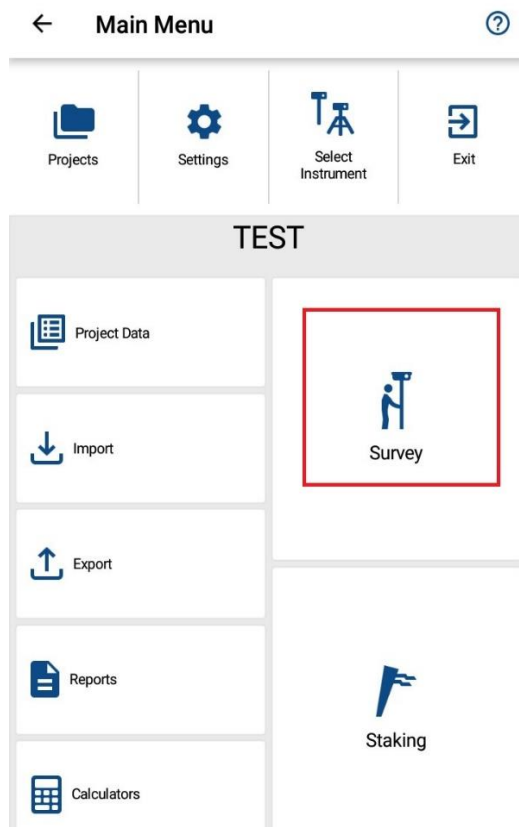 Main Menu
Projects
Settings
Select
Instrument
Exit
TEST
Project Data
Survey
Import
Export
Reports
Staking
Calculators